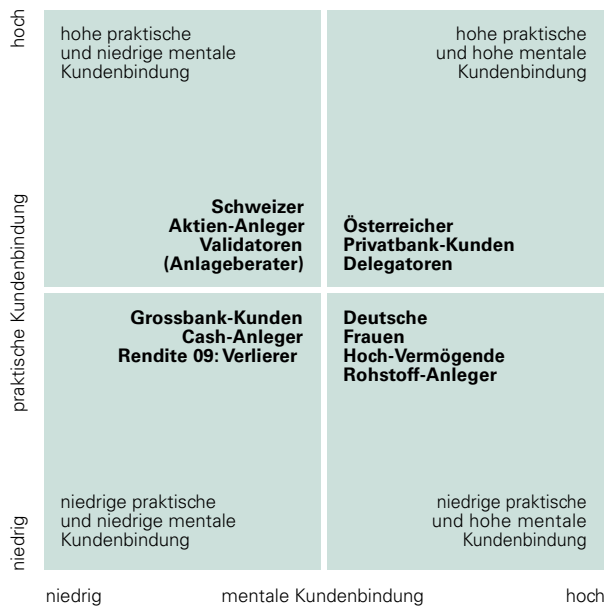 hoch
hohe praktische
und niedrige mentale
Kundenbindung
hohe praktische
und hohe mentale
Kundenbindung
praktische Kundenbindung
Schweizer
Aktien-Anleger
Validatoren
(Anlageberater)
Österreicher
Privatbank-Kunden
Delegatoren
Grossbank-Kunden
Cash-Anleger
Rendite 09: Verlierer
Deutsche
Frauen
Hoch-Vermögende
Rohstoff-Anleger
niedrig
niedrige praktische
und niedrige mentale
Kundenbindung
niedrige praktische
und hohe mentale
Kundenbindung
niedrig
mentale Kundenbindung
hoch